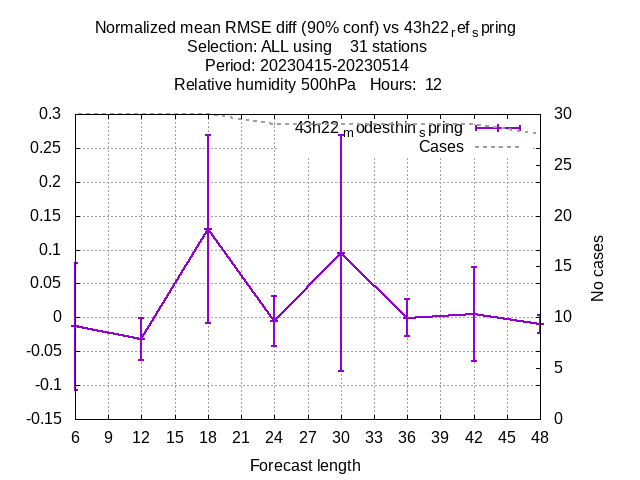 Normalized mean RMSE diff (90% conf) vs 43h22refspring
Selection: ALL using 31 stations
Period: 20230415-20230514
Relative humidity 500hPa Hours: 12
0.3
0.25
0.2
0.15
0.1
0.05
0
-0.05
-0.1
-0.15
43h22modesthinspring
Cases
30
25
20
15
10
5
0
No cases
6 9 12 15 18 21 24 27 30 33 36 39 42 45 48
Forecast length